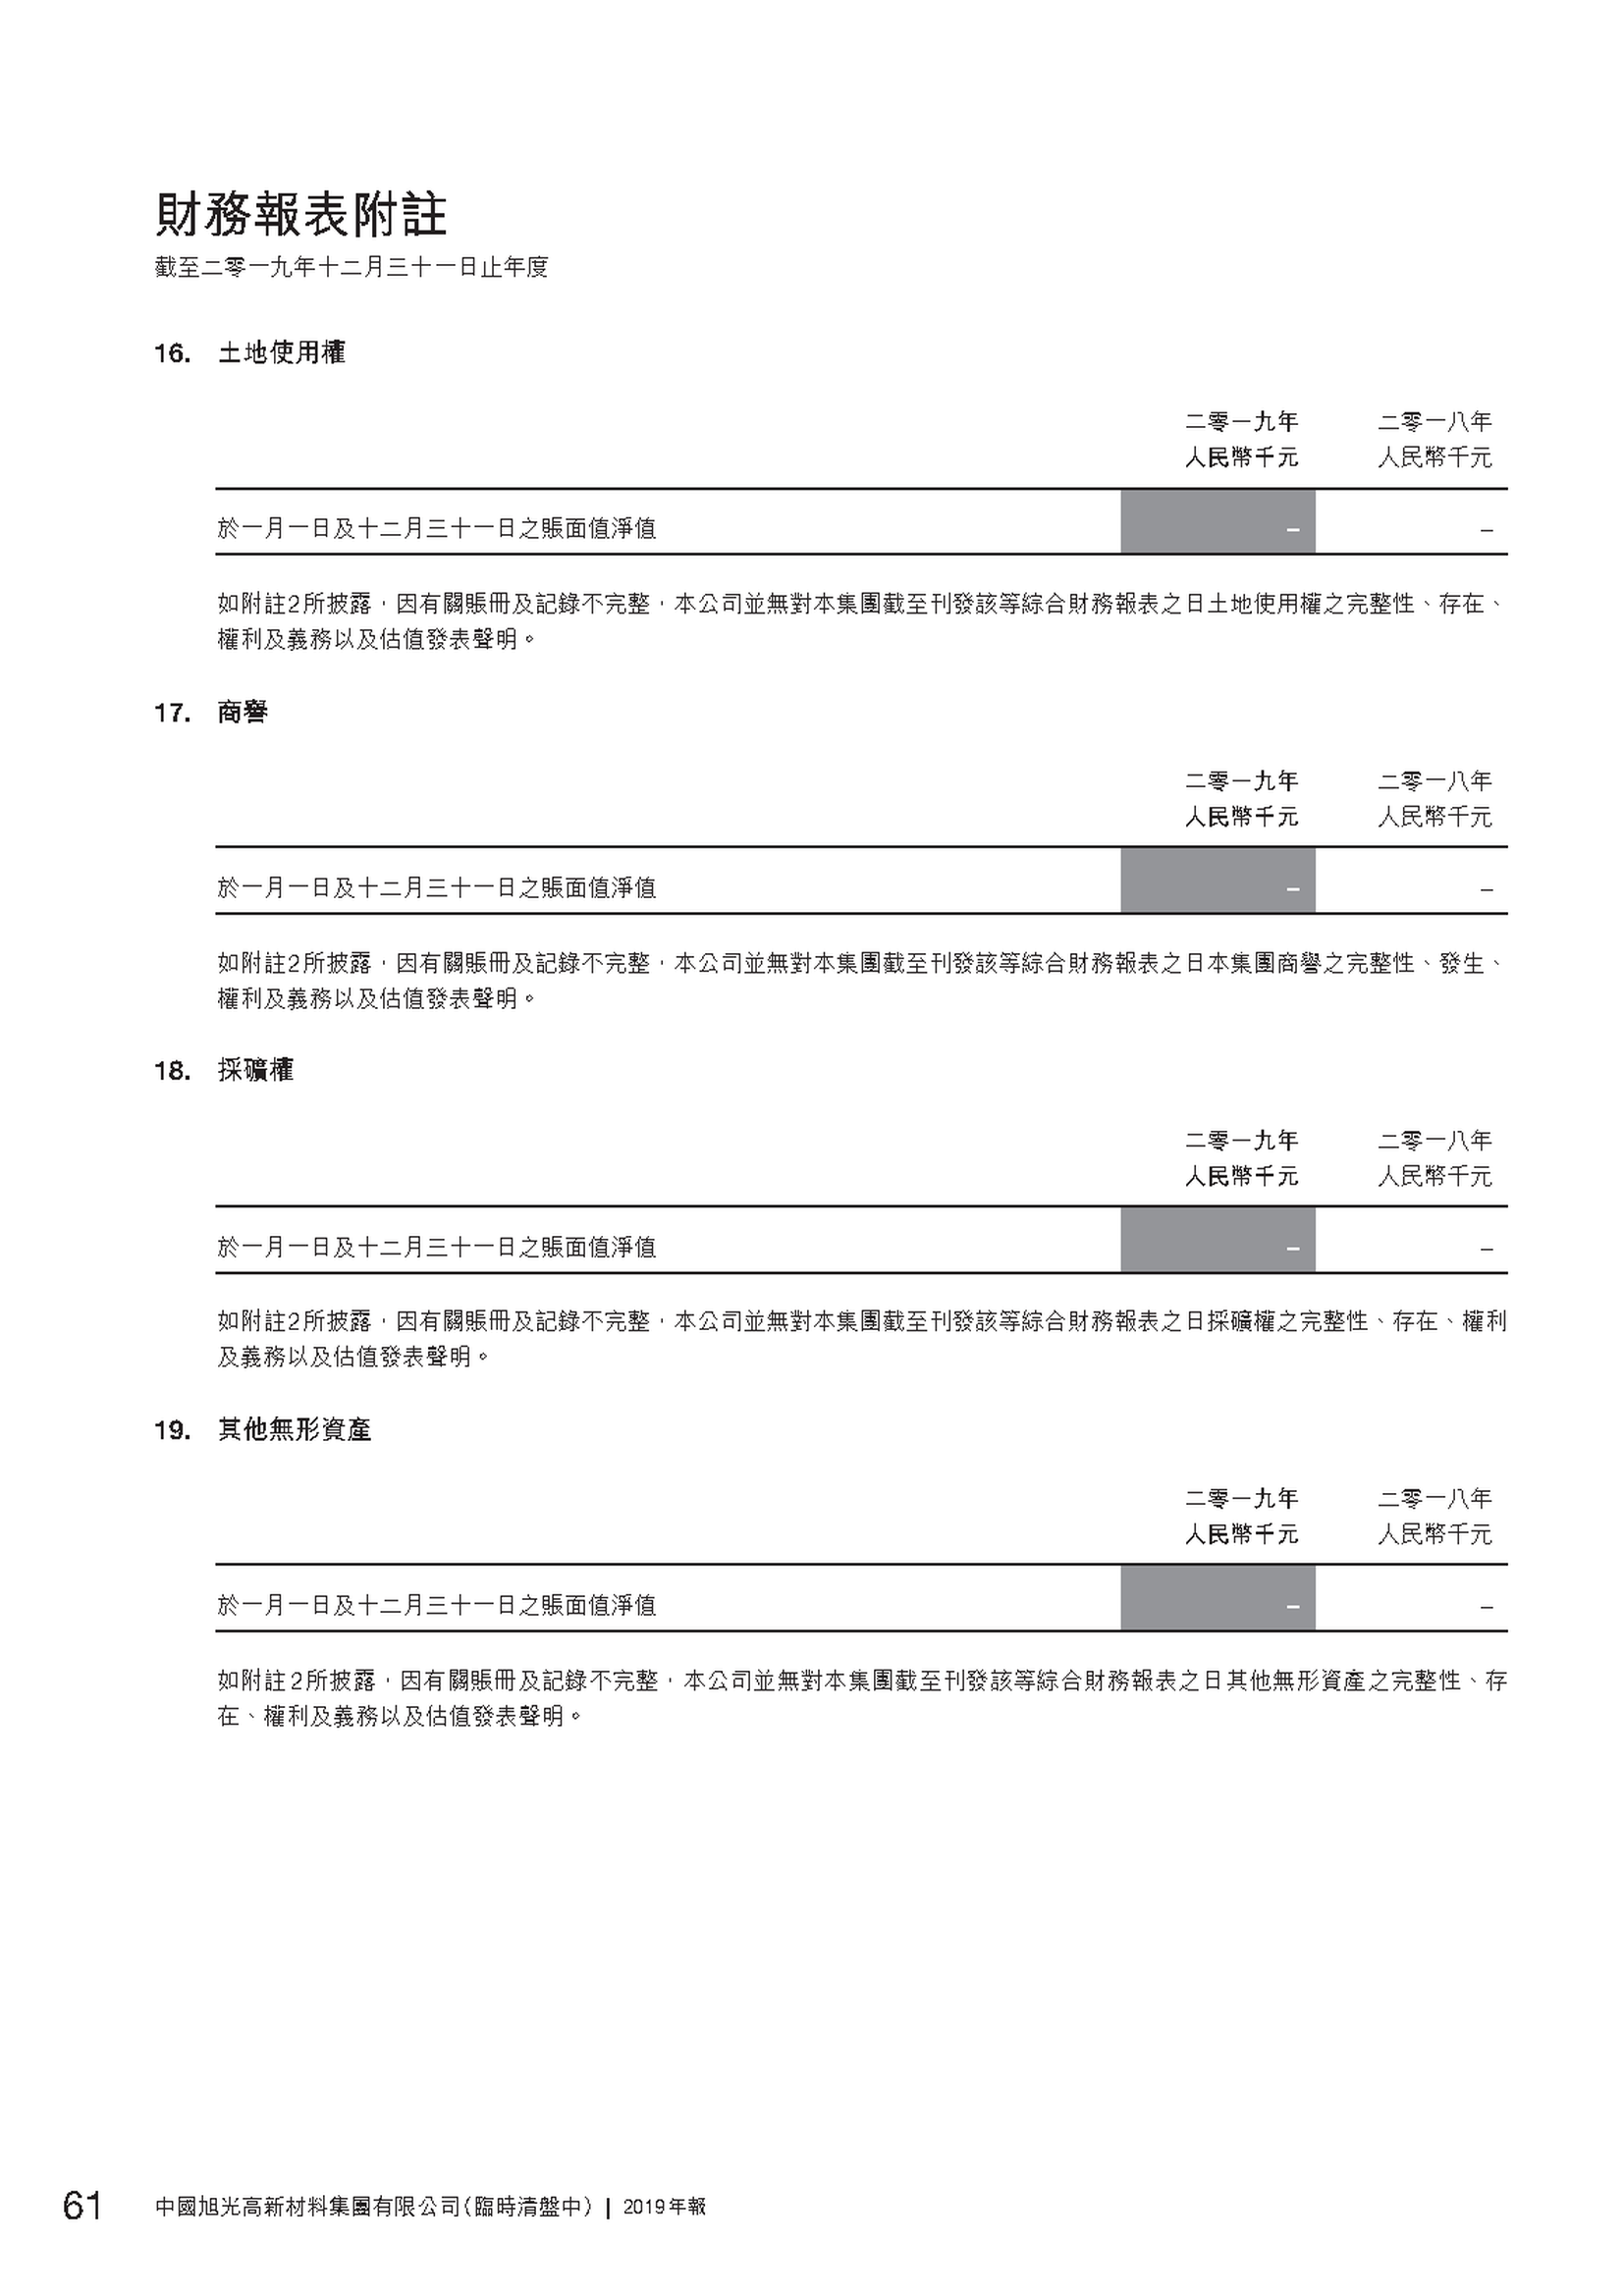 財務報表附註
截至二零一九年十二月三十一日止年度
16. 土地使用權
二零一九年 二零一八年
人民幣千元 人民幣千元
於一月一日及十二月三十一日之賬面值淨值 – –
如附註2所披露，因有關賬冊及記錄不完整，本公司並無對本集團截至刊發該等綜合財務報表之日土地使用權之完整性、存在、
權利及義務以及估值發表聲明。
17. 商譽
二零一九年 二零一八年
人民幣千元 人民幣千元
於一月一日及十二月三十一日之賬面值淨值 – –
如附註2所披露，因有關賬冊及記錄不完整，本公司並無對本集團截至刊發該等綜合財務報表之日本集團商譽之完整性、發生、
權利及義務以及估值發表聲明。
18. 採礦權
二零一九年 二零一八年
人民幣千元 人民幣千元
於一月一日及十二月三十一日之賬面值淨值 – –
如附註2所披露，因有關賬冊及記錄不完整，本公司並無對本集團截至刊發該等綜合財務報表之日採礦權之完整性、存在、權利
及義務以及估值發表聲明。
19. 其他無形資產
二零一九年 二零一八年
人民幣千元 人民幣千元
於一月一日及十二月三十一日之賬面值淨值 – –
如附註2所披露，因有關賬冊及記錄不完整，本公司並無對本集團截至刊發該等綜合財務報表之日其他無形資產之完整性、存
在、權利及義務以及估值發表聲明。
61 中國旭光高新材料集團有限公司（臨時清盤中） | 2019年報